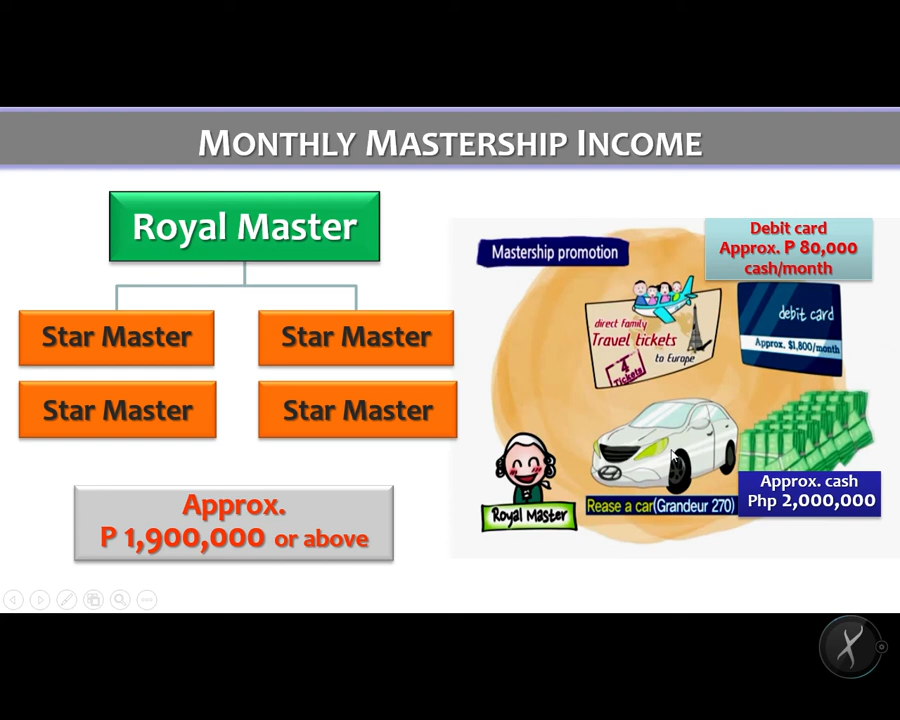 MONTHLY MASTERSHIP INCOME
Royal Master
Star Master
Star Master
Star Master
Star Master
Approx.
P 1,900,000 or above
Mastership promotion
Debit card
Approx. P 80,000
cash/month
direct family
Travel tickets
to Europe
4
Tickets
debit card
Approx. $1,800/month
Royal Master
Rease a car(Grandeur 270)
Approx. cash
Php 2,000,000